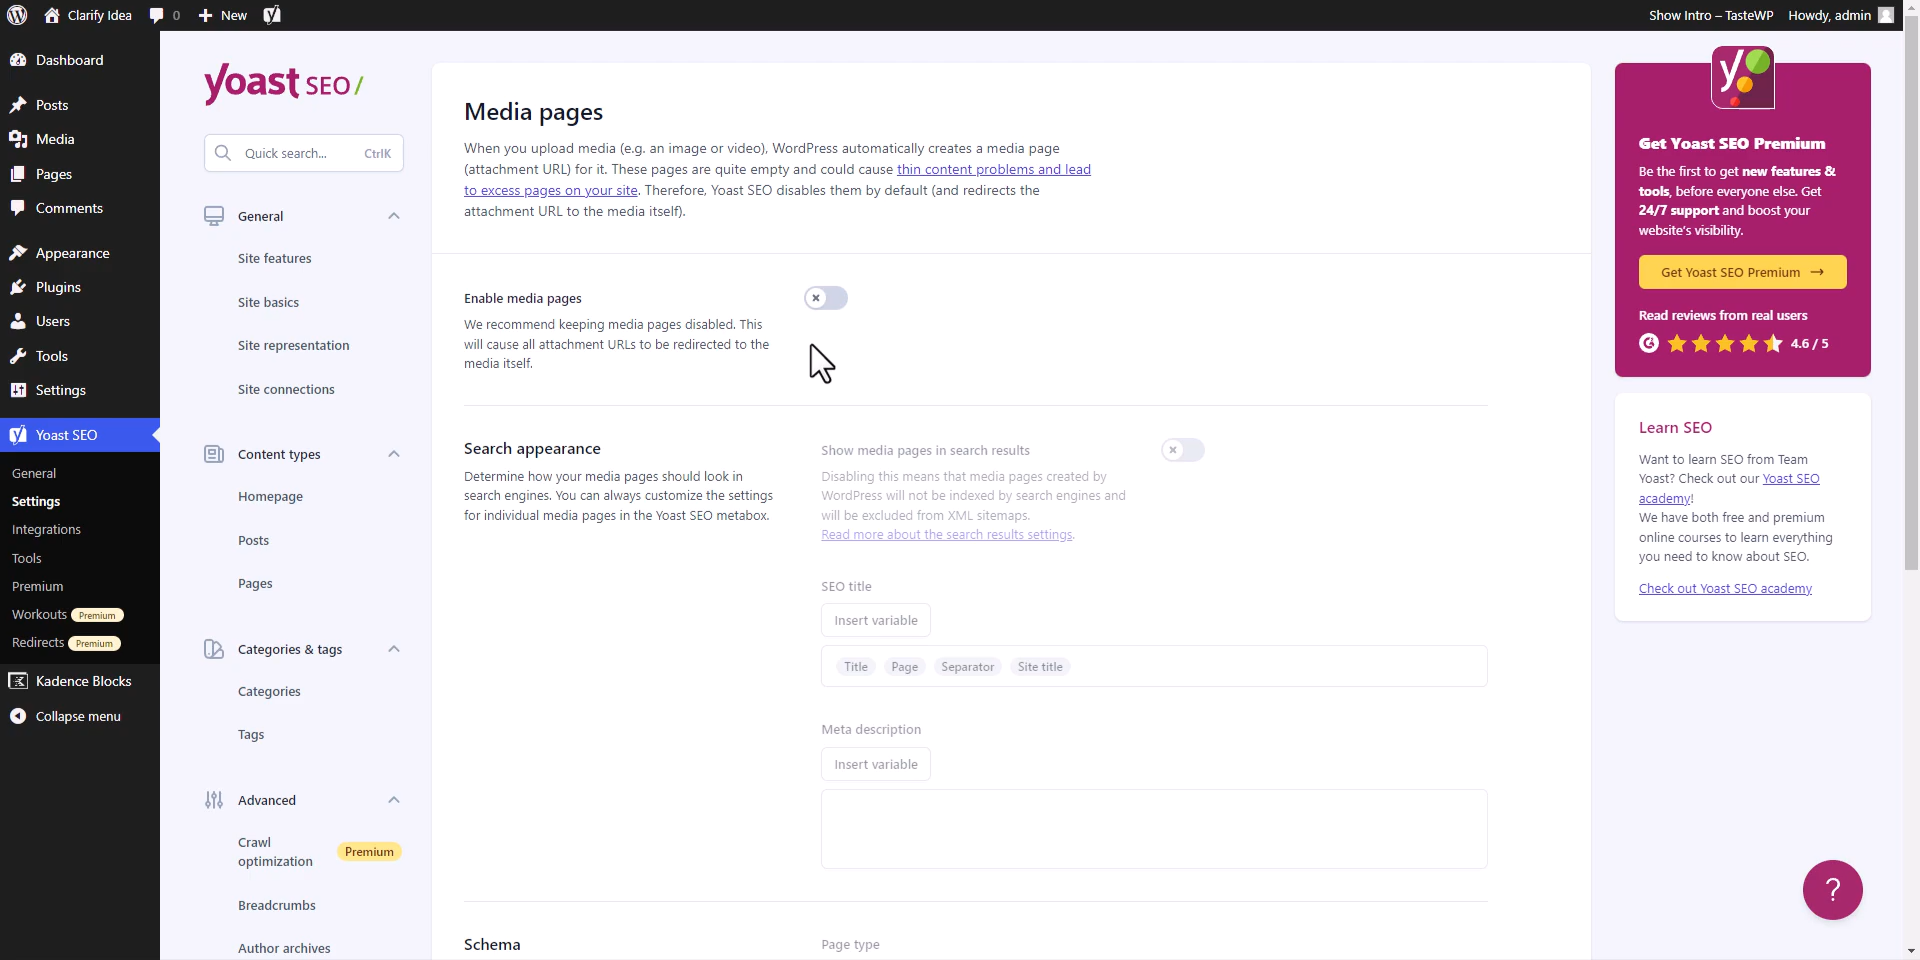 Clarify Idea
0
New
Show Intro – TasteWP
Howdy, admin
Dashboard
Posts
Media
Pages
Comments
Appearance
Plugins
Users
Tools
Settings
Yoast SEO
General
Settings
Integrations
Tools
Premium
Workouts Premium
Redirects Premium
Kadence Blocks
Collapse menu
yoast SEO/
Quick search... CtrlK
General
Site features
Site basics
Site representation
Site connections
Content types
Homepage
Posts
Pages
Categories & tags
Categories
Tags
Advanced
Crawl
optimization
Premium
Breadcrumbs
Author archives
Media pages
When you upload media (e.g. an image or video), WordPress automatically creates a media page
(attachment URL) for it. These pages are quite empty and could cause thin content problems and lead
to excess pages on your site. Therefore, Yoast SEO disables them by default (and redirects the
attachment URL to the media itself).
Enable media pages
We recommend keeping media pages disabled. This
will cause all attachment URLs to be redirected to the
media itself.
Search appearance
Determine how your media pages should look in
search engines. You can always customize the settings
for individual media pages in the Yoast SEO metabox.
Show media pages in search results
Disabling this means that media pages created by
WordPress will not be indexed by search engines and
will be excluded from XML sitemaps.
Read more about the search results settings.
SEO title
Insert variable
Title Page Separator Site title
Meta description
Insert variable
Schema
Page type
y
Get Yoast SEO Premium
Be the first to get new features &
tools, before everyone else. Get
24/7 support and boost your
website's visibility.
Get Yoast SEO Premium →
Read reviews from real users
4.6 / 5
Learn SEO
Want to learn SEO from Team
Yoast? Check out our Yoast SEO
academy!
We have both free and premium
online courses to learn everything
you need to know about SEO.
Check out Yoast SEO academy
?